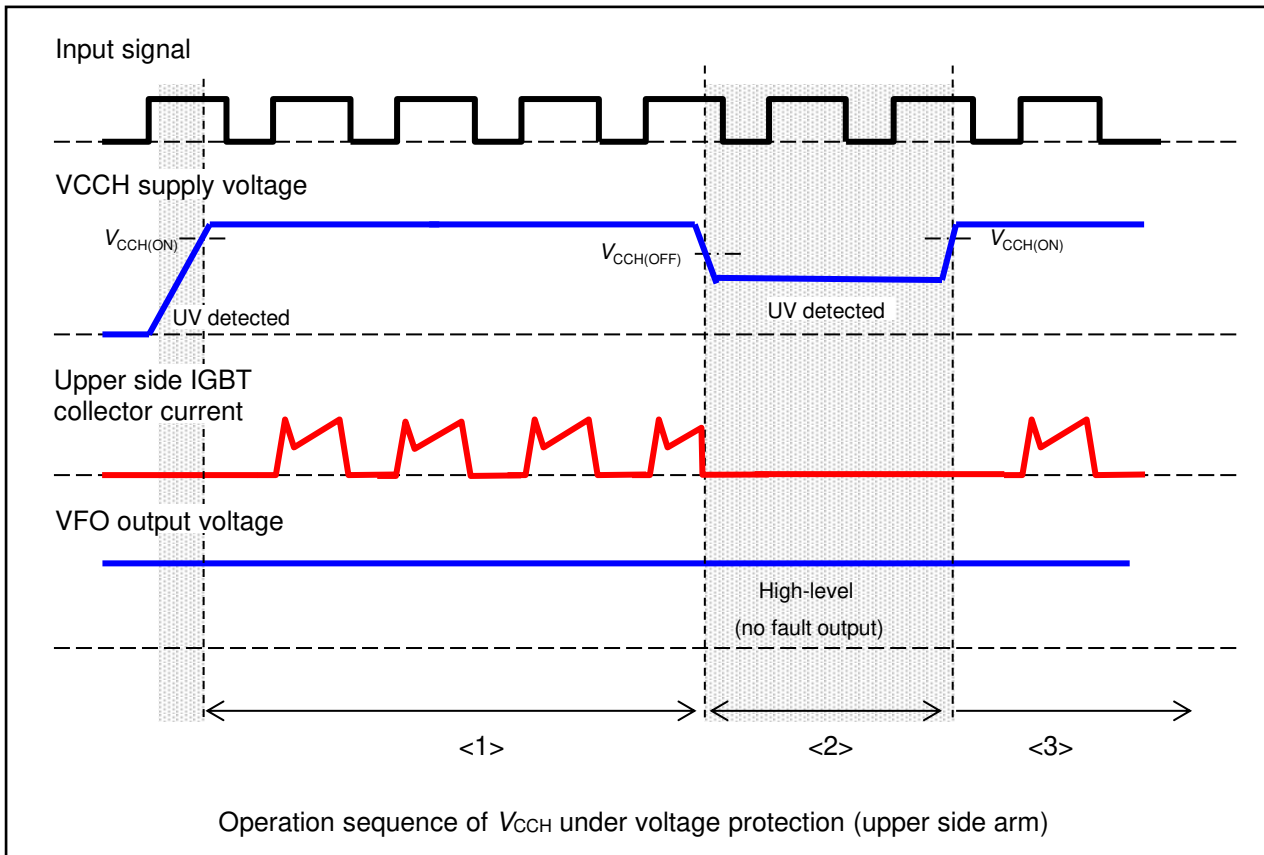 Input signal
VCCH supply voltage
VCCH(ON)
VCCH(OFF)
VCCH(ON)
UV detected
UV detected
Upper side IGBT
collector current
VFO output voltage
High-level
(no fault output)
<1>
<2>
<3>
Operation sequence of VCCH under voltage protection (upper side arm)